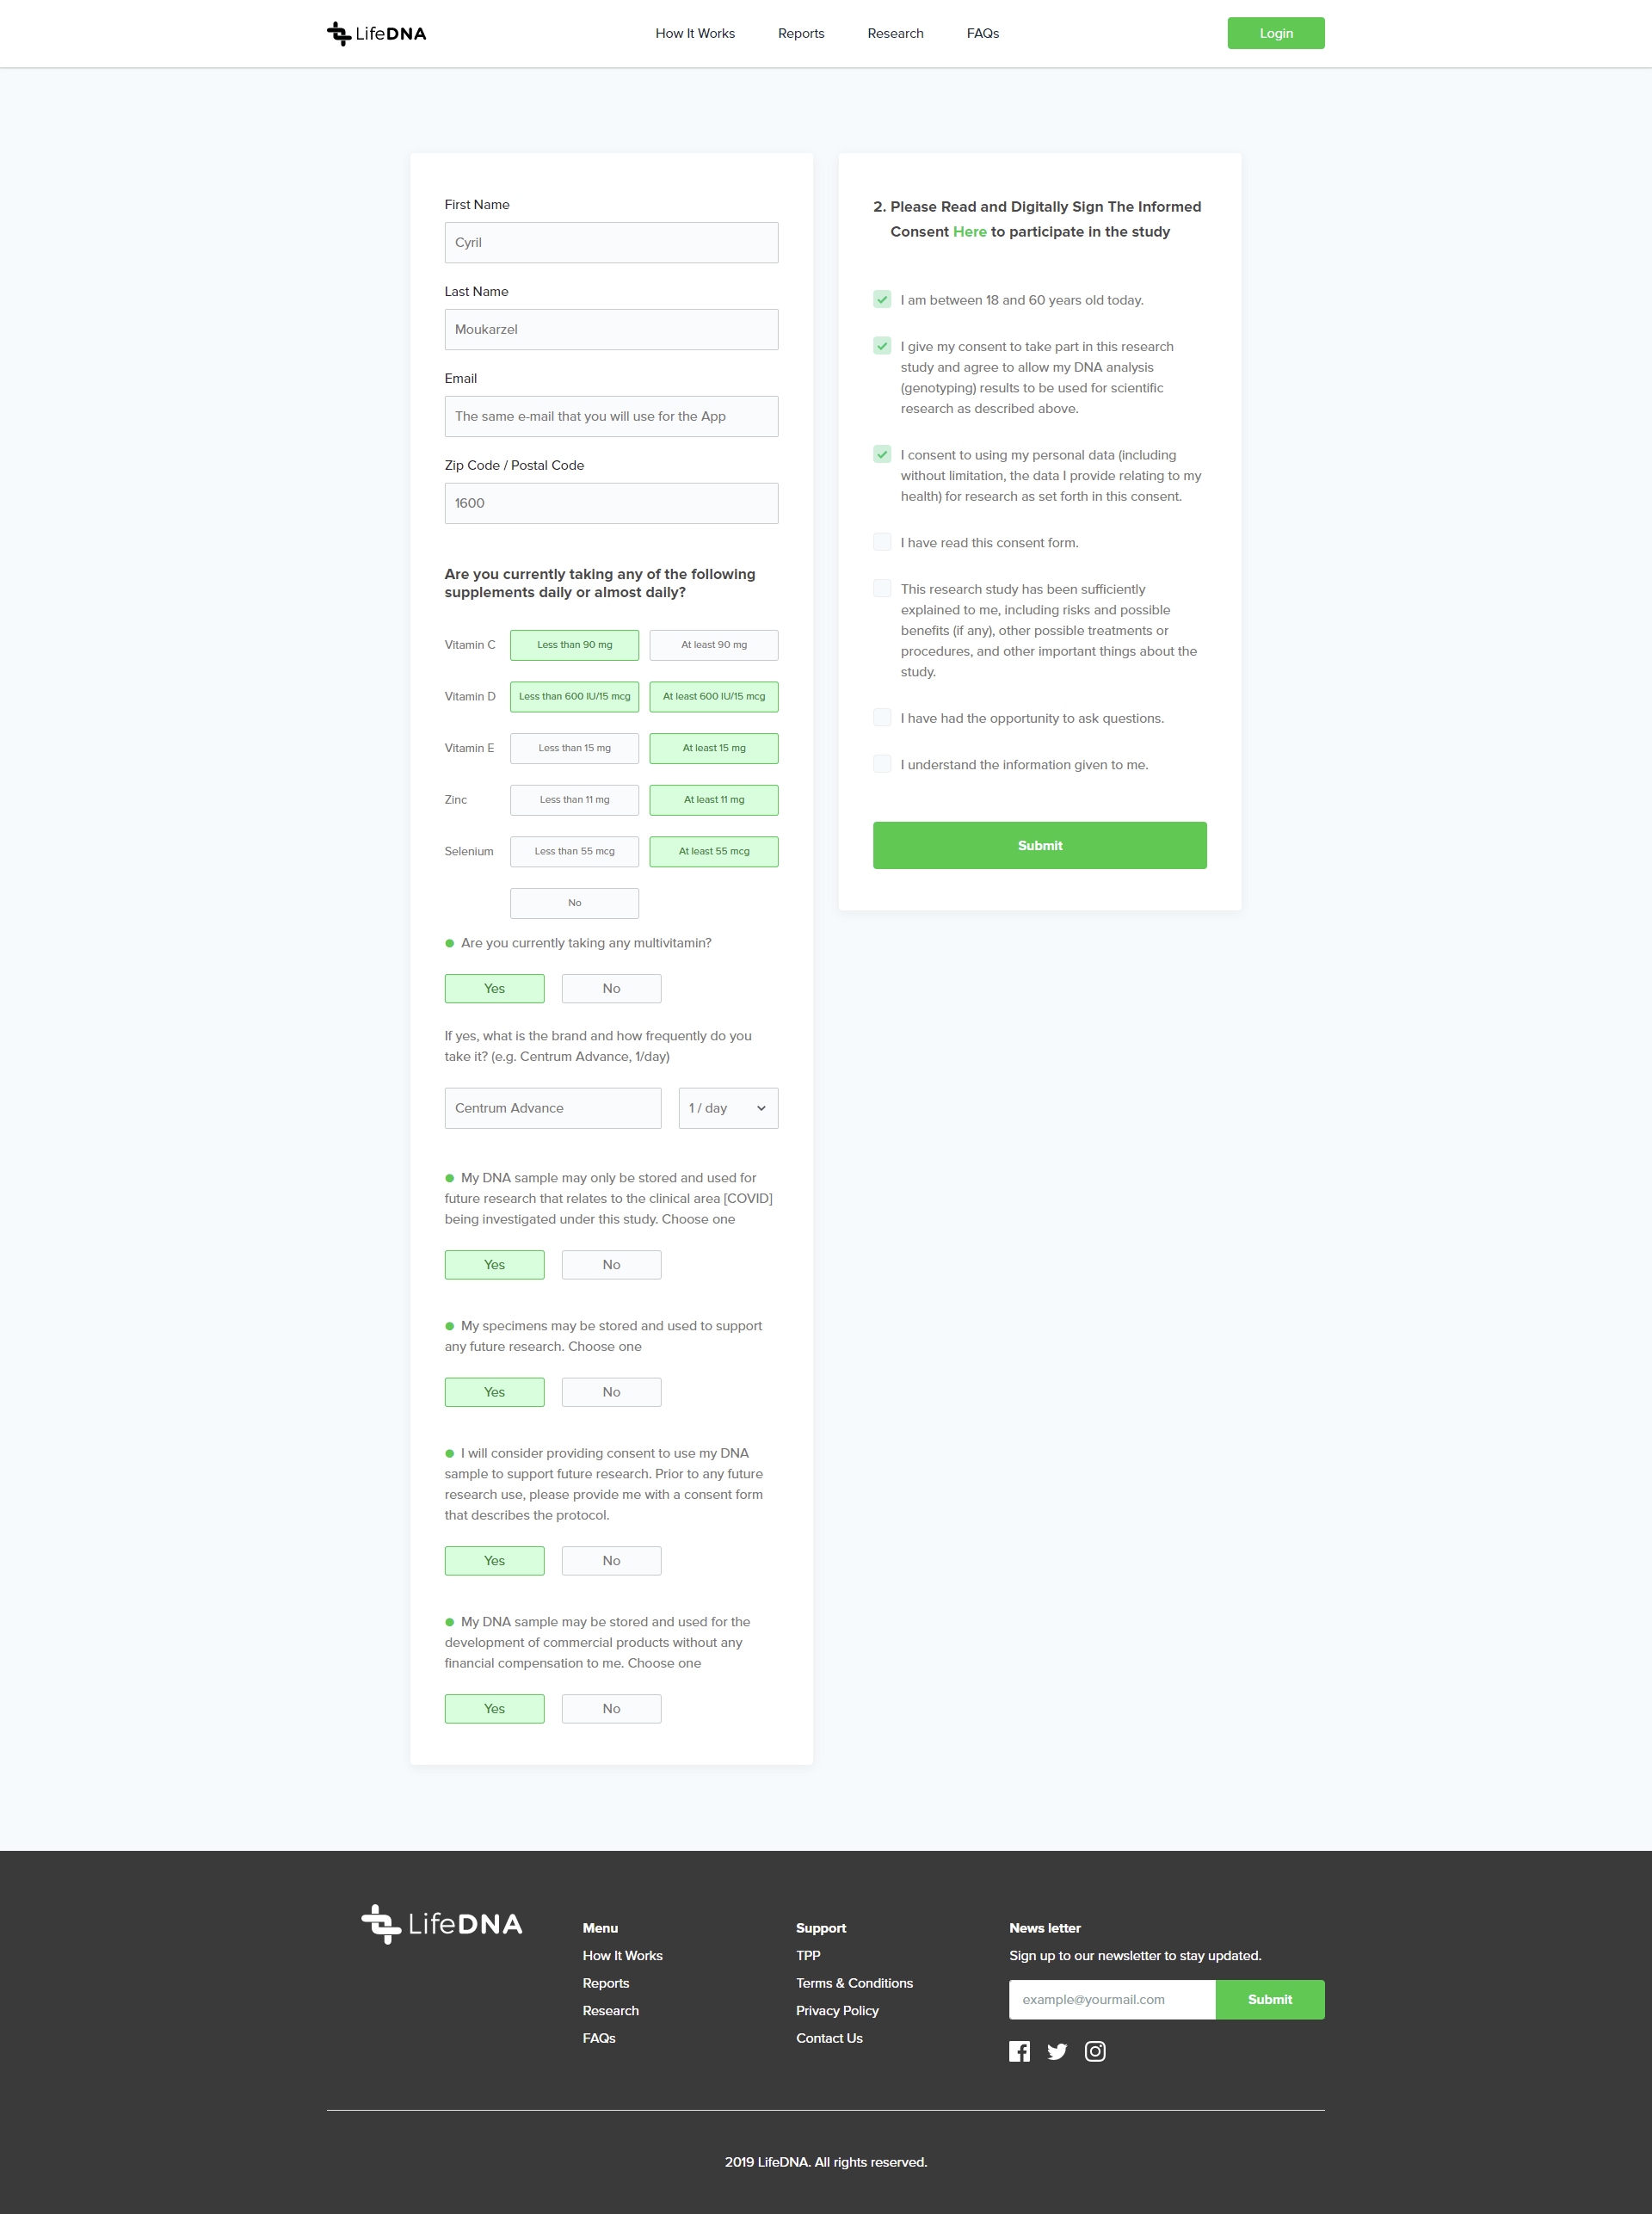 LifeDNA
How It Works
Reports
Research
FAQs
Login
First Name
Cyril
Last Name
Moukarzel
Email
The same e-mail that you will use for the App
Zip Code / Postal Code
1600
Are you currently taking any of the following
supplements daily or almost daily?
Vitamin C
Less than 90 mg
At least 90 mg
Vitamin D
Less than 600 IU/15 mcg
At least 600 IU/15 mcg
Vitamin E
Less than 15 mg
At least 15 mg
Zinc
Less than 11 mg
At least 11 mg
Selenium
Less than 55 mcg
At least 55 mcg
No
Are you currently taking any multivitamin?
Yes
No
If yes, what is the brand and how frequently do you
take it? (e.g. Centrum Advance, 1/day)
Centrum Advance
1 / day
My DNA sample may only be stored and used for
future research that relates to the clinical area [COVID]
being investigated under this study. Choose one
Yes
No
My specimens may be stored and used to support
any future research. Choose one
Yes
No
I will consider providing consent to use my DNA
sample to support future research. Prior to any future
research use, please provide me with a consent form
that describes the protocol.
Yes
No
My DNA sample may be stored and used for the
development of commercial products without any
financial compensation to me. Choose one
Yes
No
2. Please Read and Digitally Sign The Informed
Consent Here to participate in the study
I am between 18 and 60 years old today.
I give my consent to take part in this research
study and agree to allow my DNA analysis
(genotyping) results to be used for scientific
research as described above.
I consent to using my personal data (including
without limitation, the data I provide relating to my
health) for research as set forth in this consent.
I have read this consent form.
This research study has been sufficiently
explained to me, including risks and possible
benefits (if any), other possible treatments or
procedures, and other important things about the
study.
I have had the opportunity to ask questions.
I understand the information given to me.
Submit
LifeDNA
Menu
How It Works
Reports
Research
FAQs
Support
TPP
Terms & Conditions
Privacy Policy
Contact Us
News letter
Sign up to our newsletter to stay updated.
example@yourmail.com
Submit
2019 LifeDNA. All rights reserved.